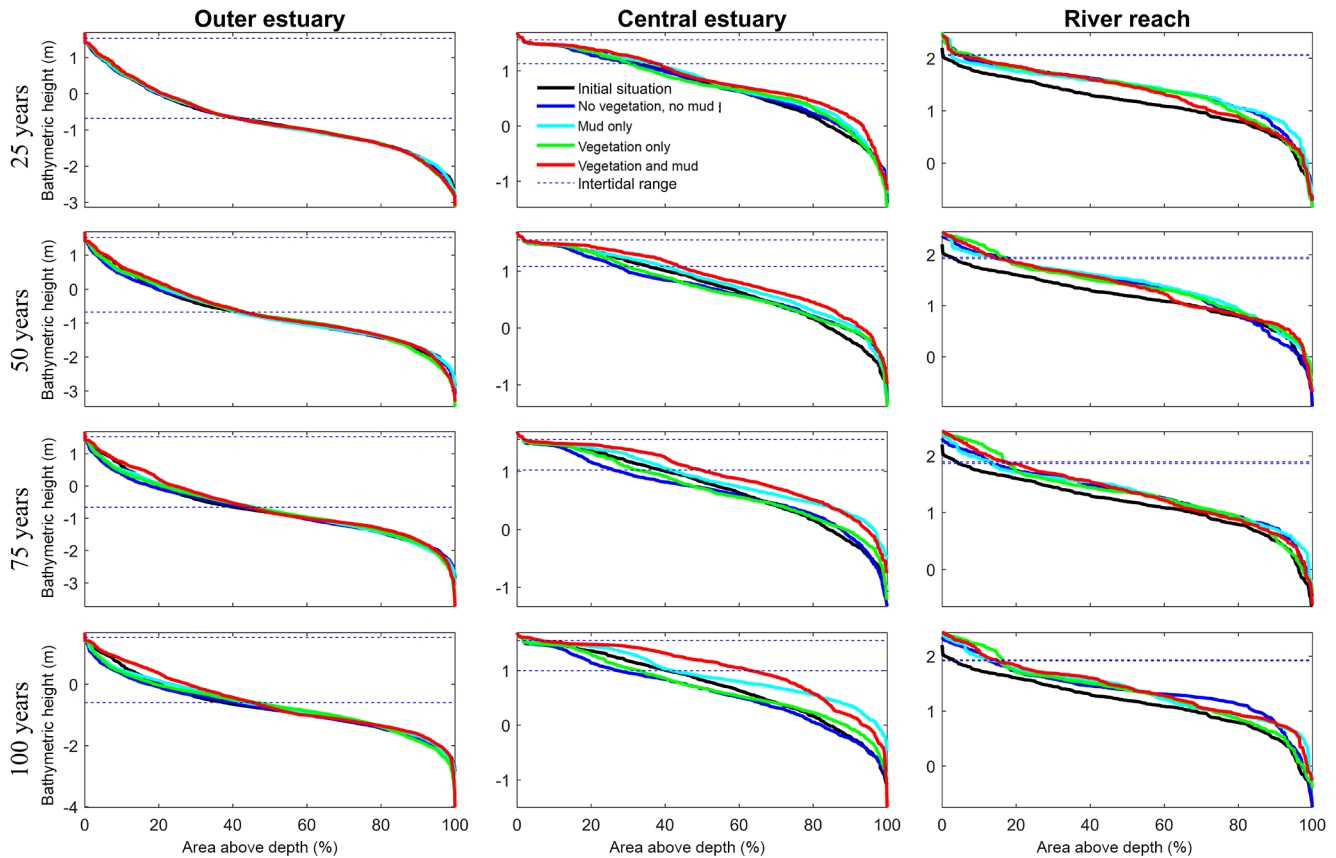 Outer estuary Central estuary River reach
25 years
Bathymetric height (m)
1
0
-1
-2
-3
1
0
-1
2
1
0
Initial situation
No vegetation, no mud
Mud only
Vegetation only
Vegetation and mud
Intertidal range
50 years
Bathymetric height (m)
1
0
-1
-2
-3
1
0
-1
2
1
0
75 years
Bathymetric height (m)
1
0
-1
-2
-3
1
0
-1
2
1
0
100 years
Bathymetric height (m)
0
-2
-4
1
0
-1
2
1
0
0 20 40 60 80 100 0 20 40 60 80 100 0 20 40 60 80 100
Area above depth (%) Area above depth (%) Area above depth (%)